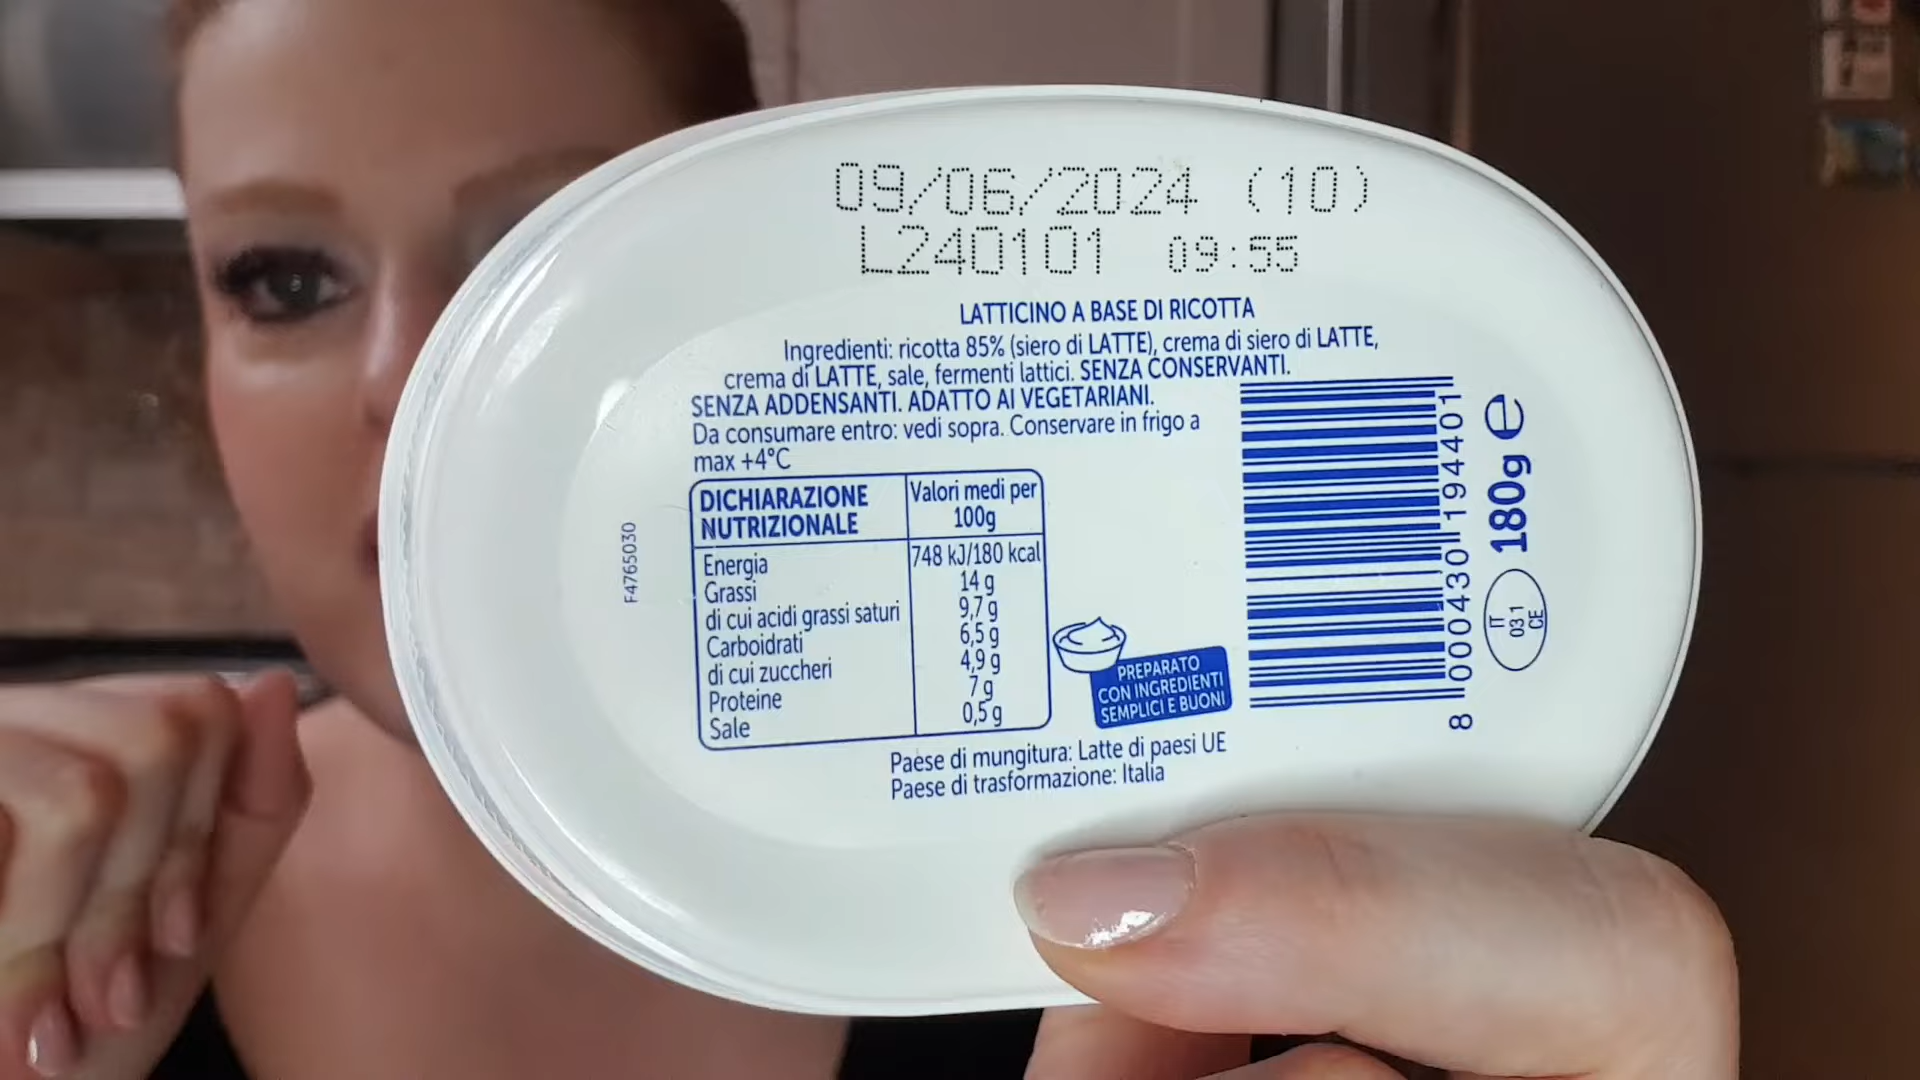 09/06/2024 (10)
L240101 09:55
LATTICINO A BASE DI RICOTTA
Ingredienti: ricotta 85% (siero di LATTE), crema di siero di LATTE,
crema di LATTE, sale, fermenti lattici. SENZA CONSERVANTI.
SENZA ADDENSANTI. ADATTO AI VEGETARIANI.
Da consumare entro: vedi sopra. Conservare in frigo a
max +4°C
DICHIARAZIONE NUTRIZIONALE
Valori medi per 100g
Energia 748 kJ/180 kcal
Grassi 14 g
di cui acidi grassi saturi 9,7 g
Carboidrati 6,5 g
di cui zuccheri 4,9 g
Proteine 7 g
Sale 0,5 g
PREPARATO
CON INGREDIENTI
SEMPLICI E BUONI
Paese di mungitura: Latte di paesi UE
Paese di trasformazione: Italia
F4765030
8 000430 194401
180g e
IT
03 1
CE